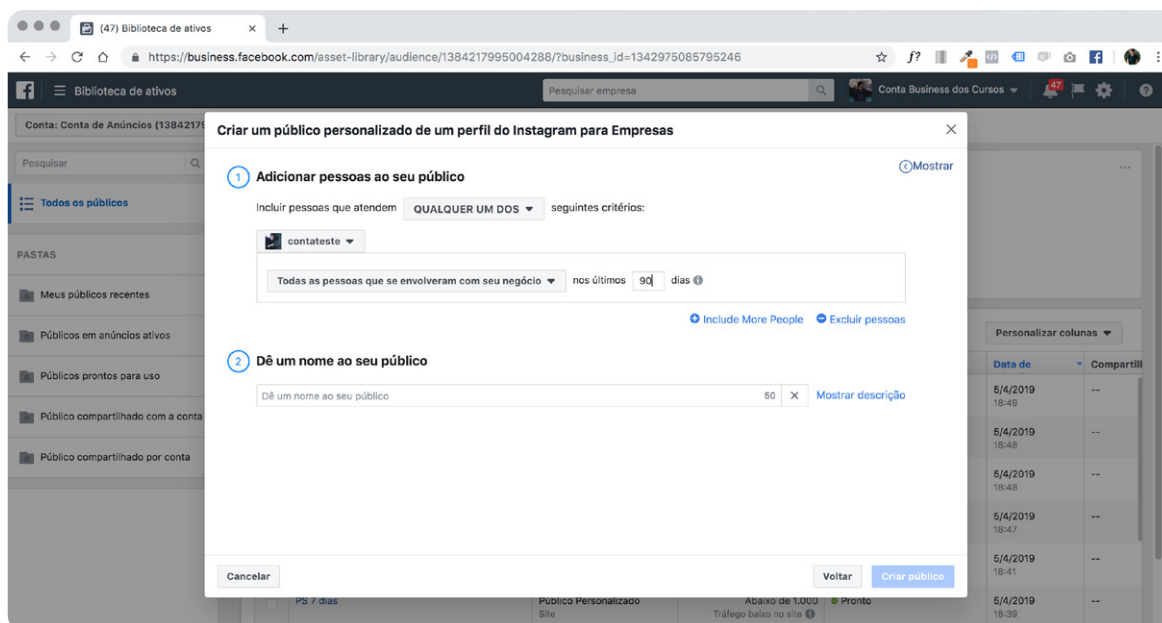 (47) Biblioteca de ativos
https://business.facebook.com/asset-library/audience/1384217995004288/?business_id=1342975085795246
f?
Biblioteca de ativos
Pesquisar empresa
Conta Business dos Cursos
47
Conta: Conta de Anúncios (13842179
Pesquisar
Todos os públicos
PASTAS
Meus públicos recentes
Públicos em anúncios ativos
Públicos prontos para uso
Público compartilhado com a conta
Público compartilhado por conta
Criar um público personalizado de um perfil do Instagram para Empresas
Mostrar
1 Adicionar pessoas ao seu público
Incluir pessoas que atendem QUALQUER UM DOS seguintes critérios:
contateste
Todas as pessoas que se envolveram com seu negócio nos últimos 90 dias
Include More People Excluir pessoas
2 Dê um nome ao seu público
Dê um nome ao seu público 50 Mostrar descrição
Cancelar Voltar Criar público
Personalizar colunas
Data de Compartil
5/4/2019 --
18:49
5/4/2019 --
18:48
5/4/2019 --
18:48
5/4/2019 --
18:47
5/4/2019 --
18:41
PS 7 dias Público Personalizado Abaixo de 1.000 Pronto 5/4/2019 --
Site Tráfego baixo no site 18:39